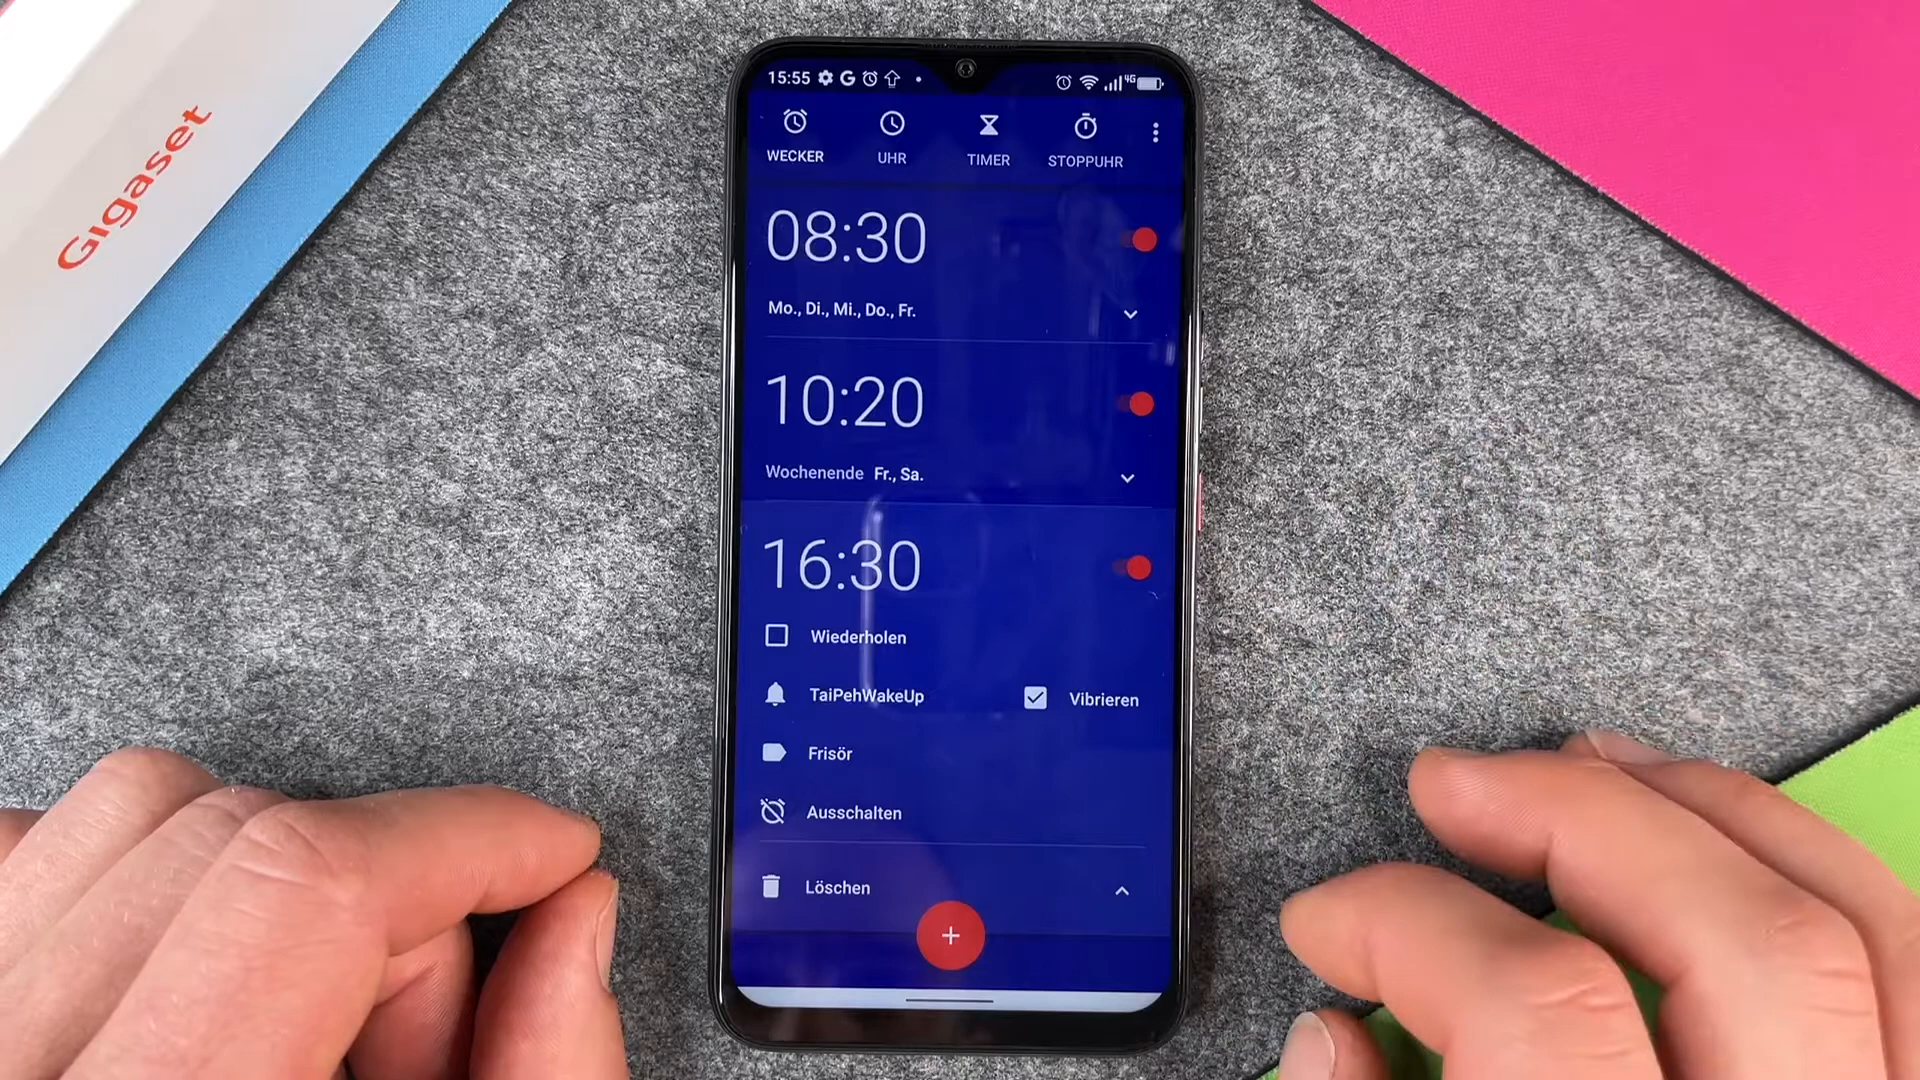 Gigaset
15:55
4G
WECKER
UHR
TIMER
STOPPUHR
08:30
Mo., Di., Mi., Do., Fr.
10:20
Wochenende Fr., Sa.
16:30
Wiederholen
TaiPehWakeUp
Vibrieren
Frisör
Ausschalten
Löschen